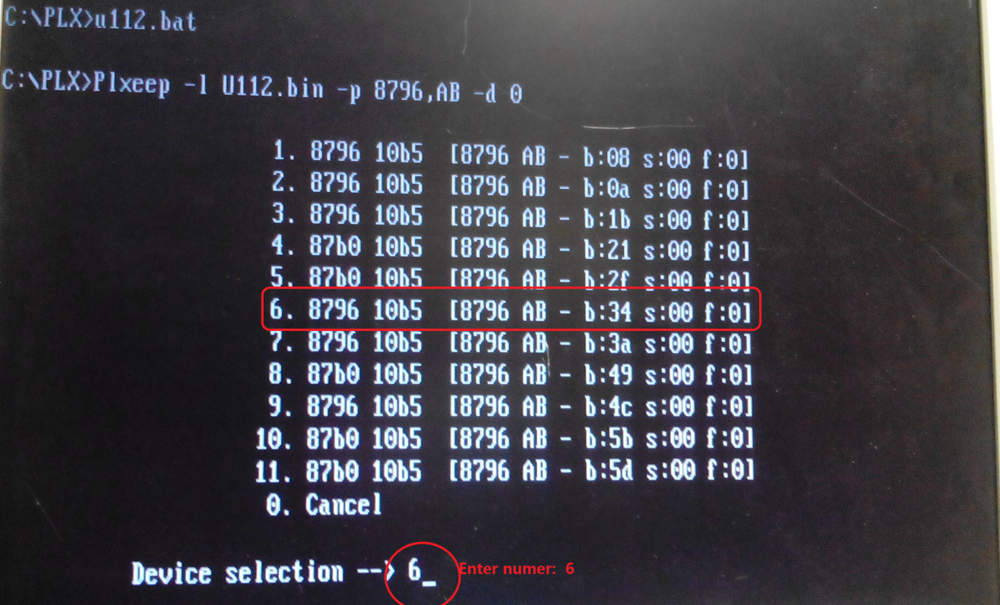 C:\PLX>u112.bat
C:\PLX>Plxeep -l U112.bin -p 8796,AB -d 0
1. 8796 10b5 [8796 AB - b:08 s:00 f:0]
2. 8796 10b5 [8796 AB - b:0a s:00 f:0]
3. 8796 10b5 [8796 AB - b:1b s:00 f:0]
4. 87b0 10b5 [8796 AB - b:21 s:00 f:0]
5. 87b0 10b5 [8796 AB - b:2f s:00 f:0]
6. 8796 10b5 [8796 AB - b:34 s:00 f:0]
7. 8796 10b5 [8796 AB - b:3a s:00 f:0]
8. 87b0 10b5 [8796 AB - b:49 s:00 f:0]
9. 8796 10b5 [8796 AB - b:4c s:00 f:0]
10. 87b0 10b5 [8796 AB - b:5b s:00 f:0]
11. 87b0 10b5 [8796 AB - b:5d s:00 f:0]
0. Cancel
Device selection --> 6_
Enter numer: 6